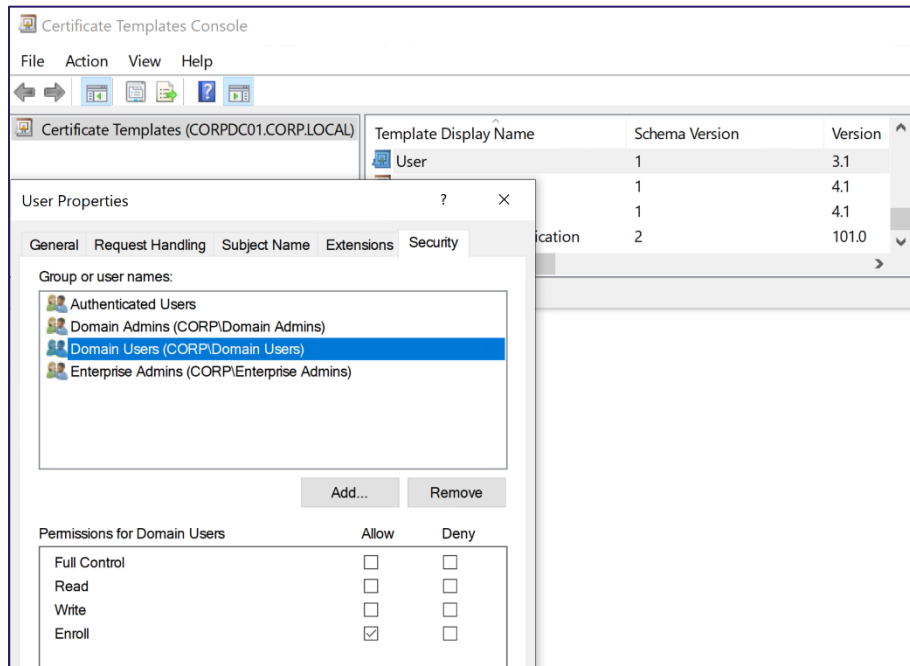 Certificate Templates Console
File Action View Help
Certificate Templates (CORPDC01.CORP.LOCAL)
Template Display Name Schema Version Version
User 1 3.1
1 4.1
1 4.1
ication 2 101.0
User Properties ?
General Request Handling Subject Name Extensions Security
Group or user names:
Authenticated Users
Domain Admins (CORP\Domain Admins)
Domain Users (CORP\Domain Users)
Enterprise Admins (CORP\Enterprise Admins)
Add... Remove
Permissions for Domain Users Allow Deny
Full Control
Read
Write
Enroll